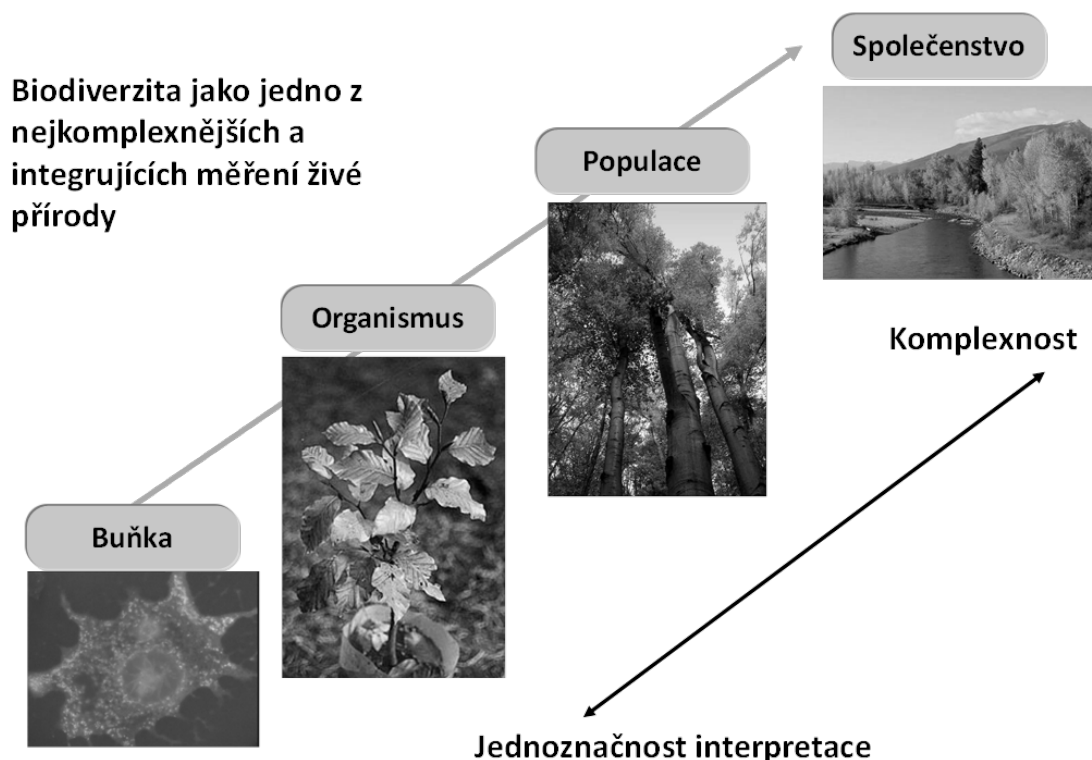 Společenstvo
Biodiverzita jako jedno z
nejkomplexnějších a
integrujících měření živé
přírody
Populace
Organismus
Komplexnost
Buňka
Jednoznačnost interpretace